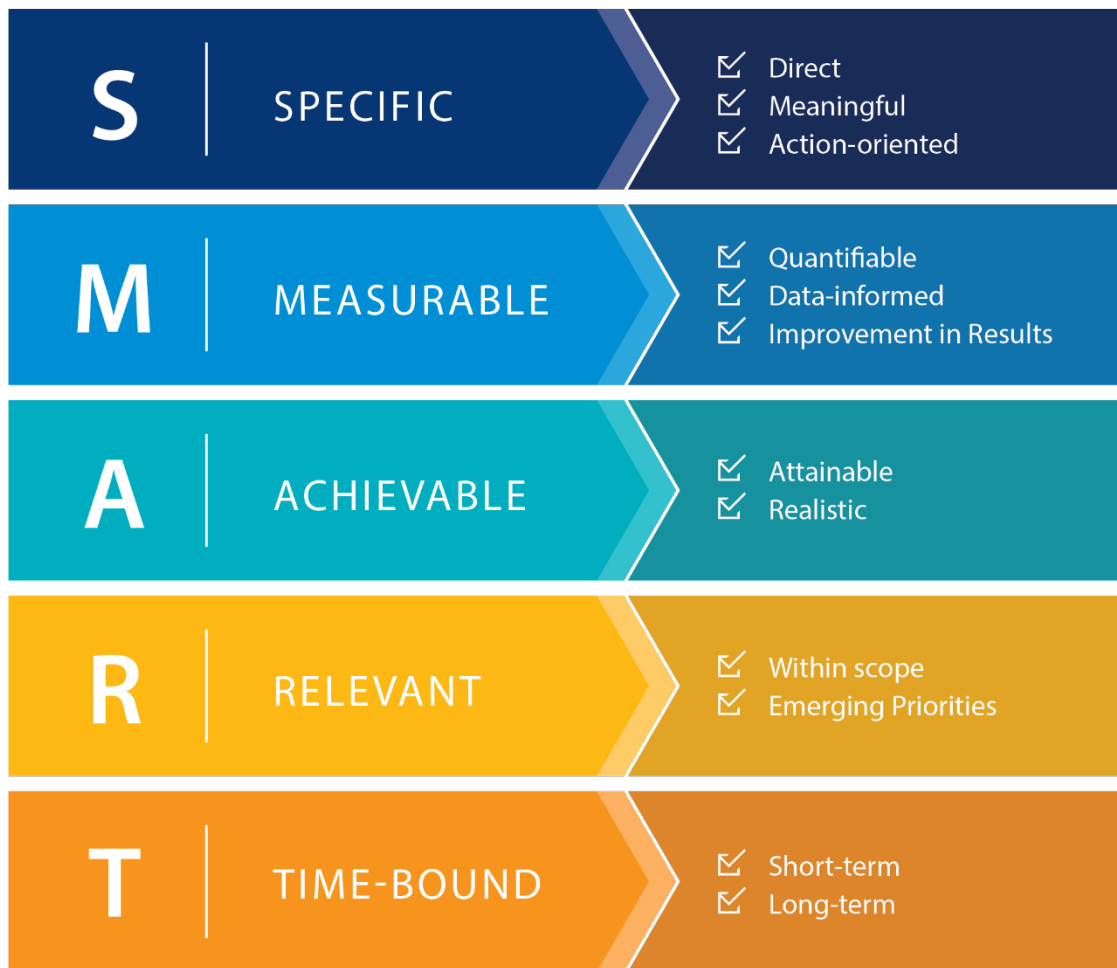 S
SPECIFIC
Direct
Meaningful
Action-oriented
M
MEASURABLE
Quantifiable
Data-informed
Improvement in Results
A
ACHIEVABLE
Attainable
Realistic
R
RELEVANT
Within scope
Emerging Priorities
T
TIME-BOUND
Short-term
Long-term